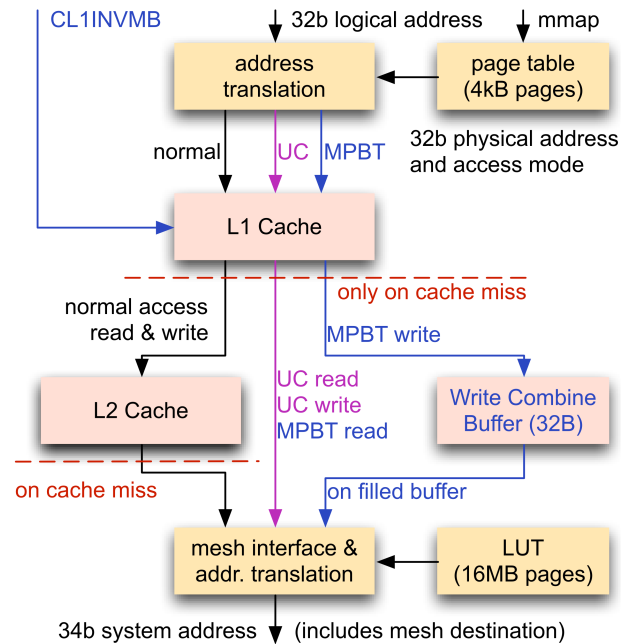 CL1INVMB
32b logical address
mmap
address
translation
page table
(4kB pages)
32b physical address
and access mode
normal
UC
MPBT
L1 Cache
only on cache miss
normal access
read & write
MPBT write
UC read
UC write
MPBT read
L2 Cache
Write Combine
Buffer (32B)
on cache miss
on filled buffer
mesh interface &
addr. translation
LUT
(16MB pages)
34b system address
(includes mesh destination)